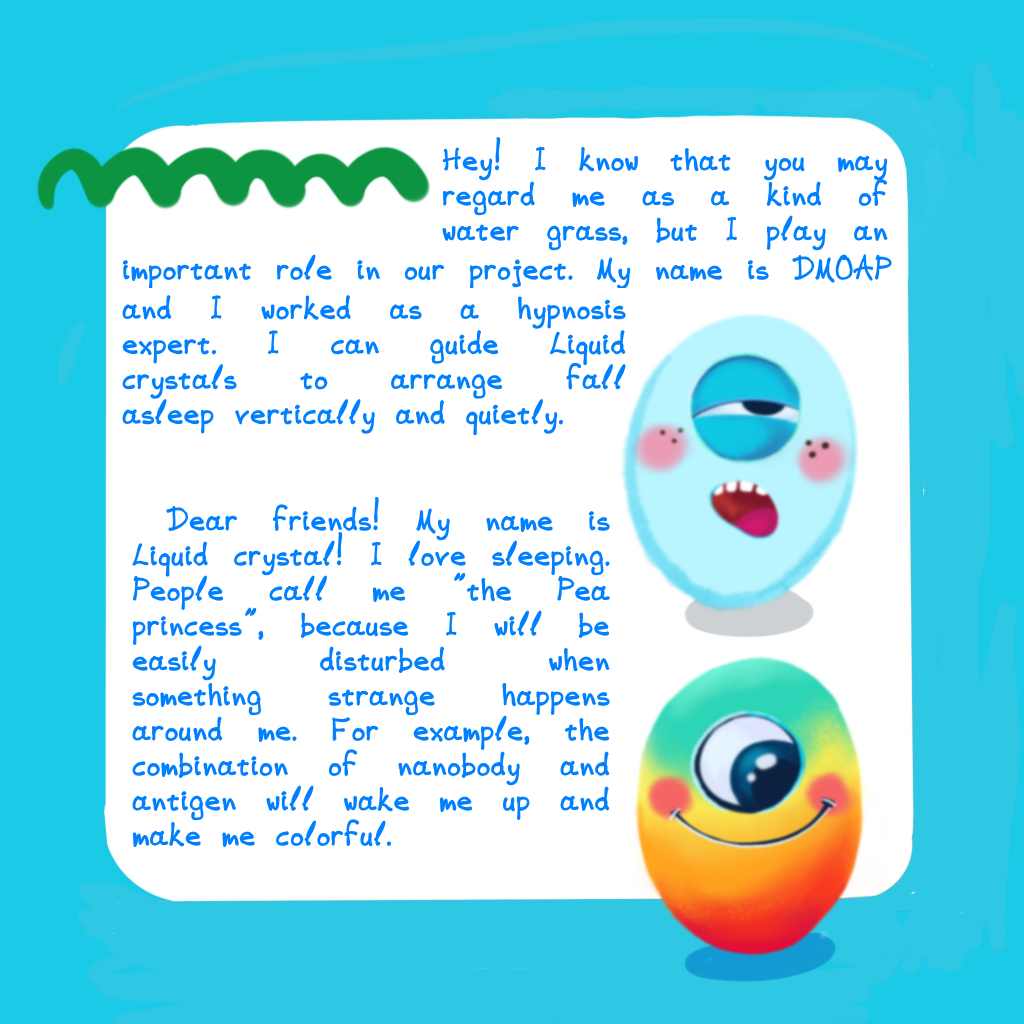 Hey! I know that you may
regard me as a kind of
water grass, but I play an
important role in our project. My name is DMOAP
and I worked as a hypnosis
expert. I can guide Liquid
crystals to arrange fall
asleep vertically and quietly.
Dear friends! My name is
Liquid crystal! I love sleeping.
People call me "the Pea
princess", because I will be
easily disturbed when
something strange happens
around me. For example, the
combination of nanobody and
antigen will wake me up and
make me colorful.